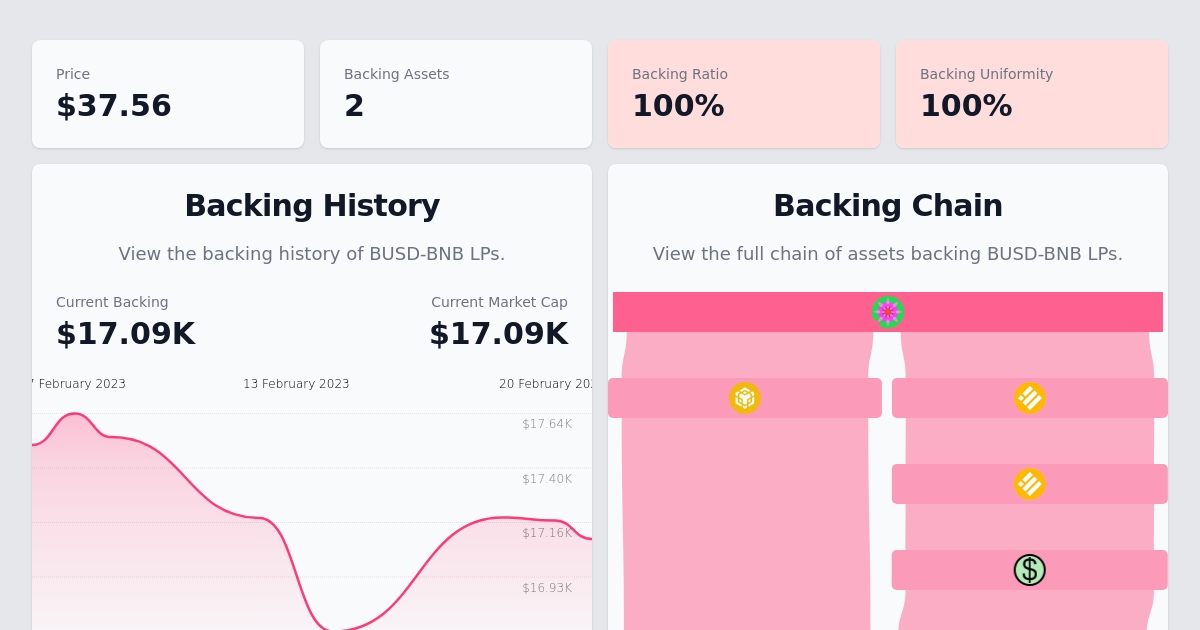 Price
$37.56
Backing Assets
2
Backing Ratio
100%
Backing Uniformity
100%
Backing History
View the backing history of BUSD-BNB LPs.
Current Backing
$17.09K
Current Market Cap
$17.09K
7 February 2023
13 February 2023
20 February 202
$17.64K
$17.40K
$17.16K
$16.93K
Backing Chain
View the full chain of assets backing BUSD-BNB LPs.
$